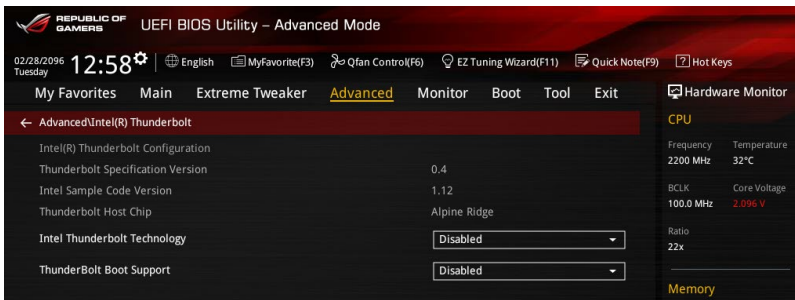 REPUBLIC OF
GAMERS
UEFI BIOS Utility – Advanced Mode
02/28/2096
Tuesday
12:58
English
MyFavorite(F3)
Qfan Control(F6)
EZ Tuning Wizard(F11)
Quick Note(F9)
? Hot Keys
My Favorites Main Extreme Tweaker Advanced Monitor Boot Tool Exit
Hardware Monitor
← Advanced\Intel(R) Thunderbolt
Intel(R) Thunderbolt Configuration
Thunderbolt Specification Version 0.4
Intel Sample Code Version 1.12
Thunderbolt Host Chip Alpine Ridge
Intel Thunderbolt Technology Disabled
ThunderBolt Boot Support Disabled
CPU
Frequency Temperature
2200 MHz 32°C
BCLK Core Voltage
100.0 MHz 2.096 V
Ratio
22x
Memory